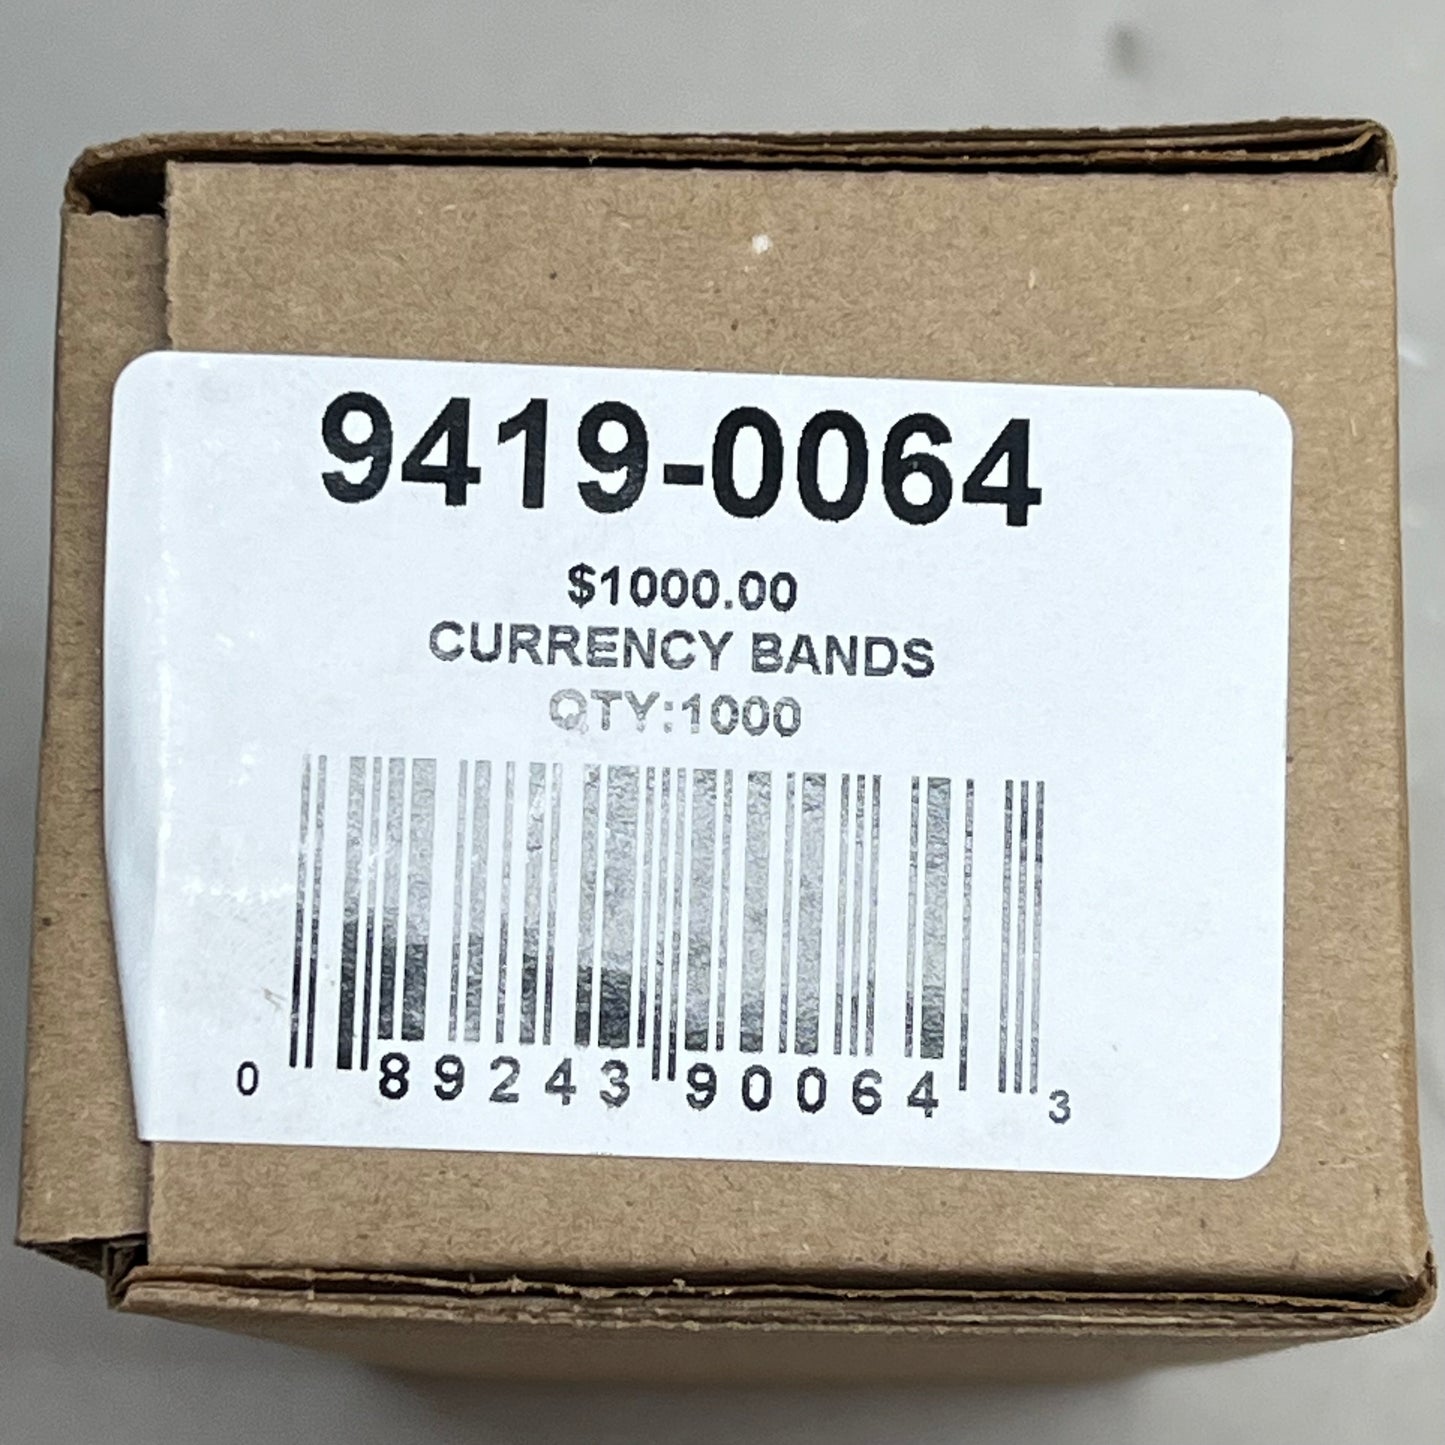 9419-0064
$1000.00
CURRENCY BANDS
QTY:1000
0 89243 90064 3